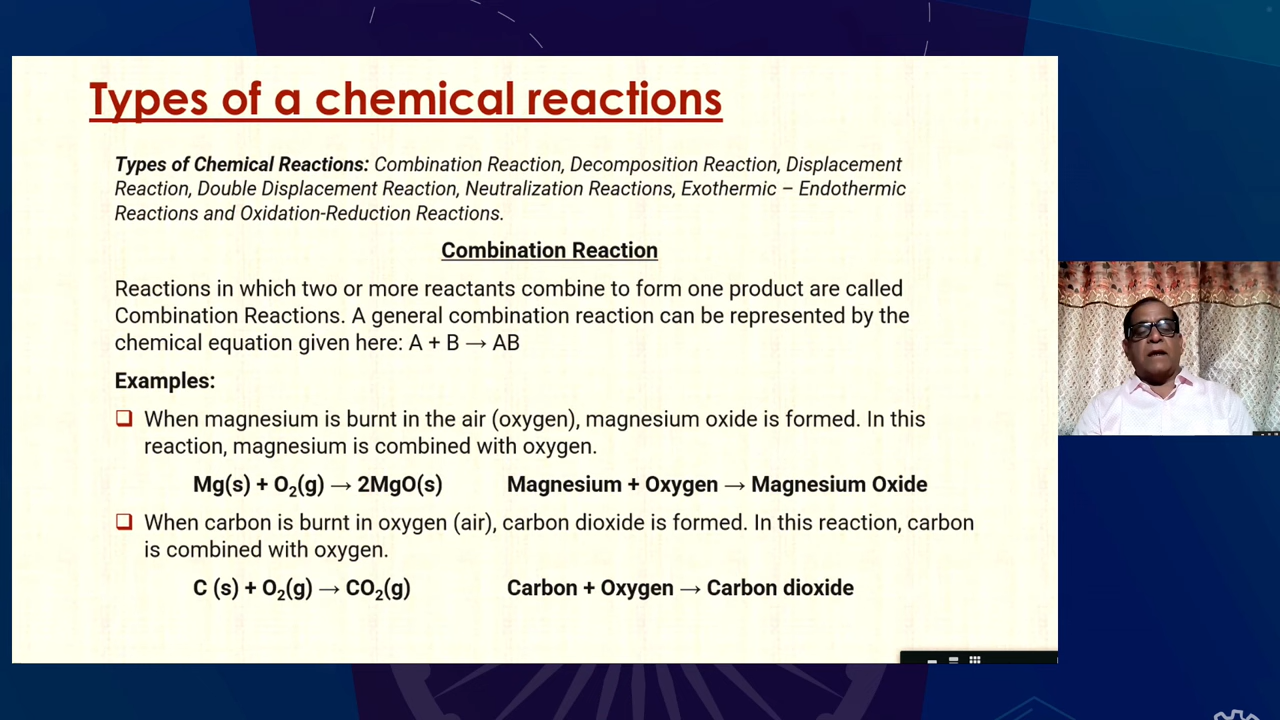 Types of a chemical reactions
Types of Chemical Reactions: Combination Reaction, Decomposition Reaction, Displacement
Reaction, Double Displacement Reaction, Neutralization Reactions, Exothermic – Endothermic
Reactions and Oxidation-Reduction Reactions.
Combination Reaction
Reactions in which two or more reactants combine to form one product are called
Combination Reactions. A general combination reaction can be represented by the
chemical equation given here: A + B → AB
Examples:
❑ When magnesium is burnt in the air (oxygen), magnesium oxide is formed. In this
reaction, magnesium is combined with oxygen.
Mg(s) + O₂(g) → 2MgO(s) Magnesium + Oxygen → Magnesium Oxide
❑ When carbon is burnt in oxygen (air), carbon dioxide is formed. In this reaction, carbon
is combined with oxygen.
C (s) + O₂(g) → CO₂(g) Carbon + Oxygen → Carbon dioxide